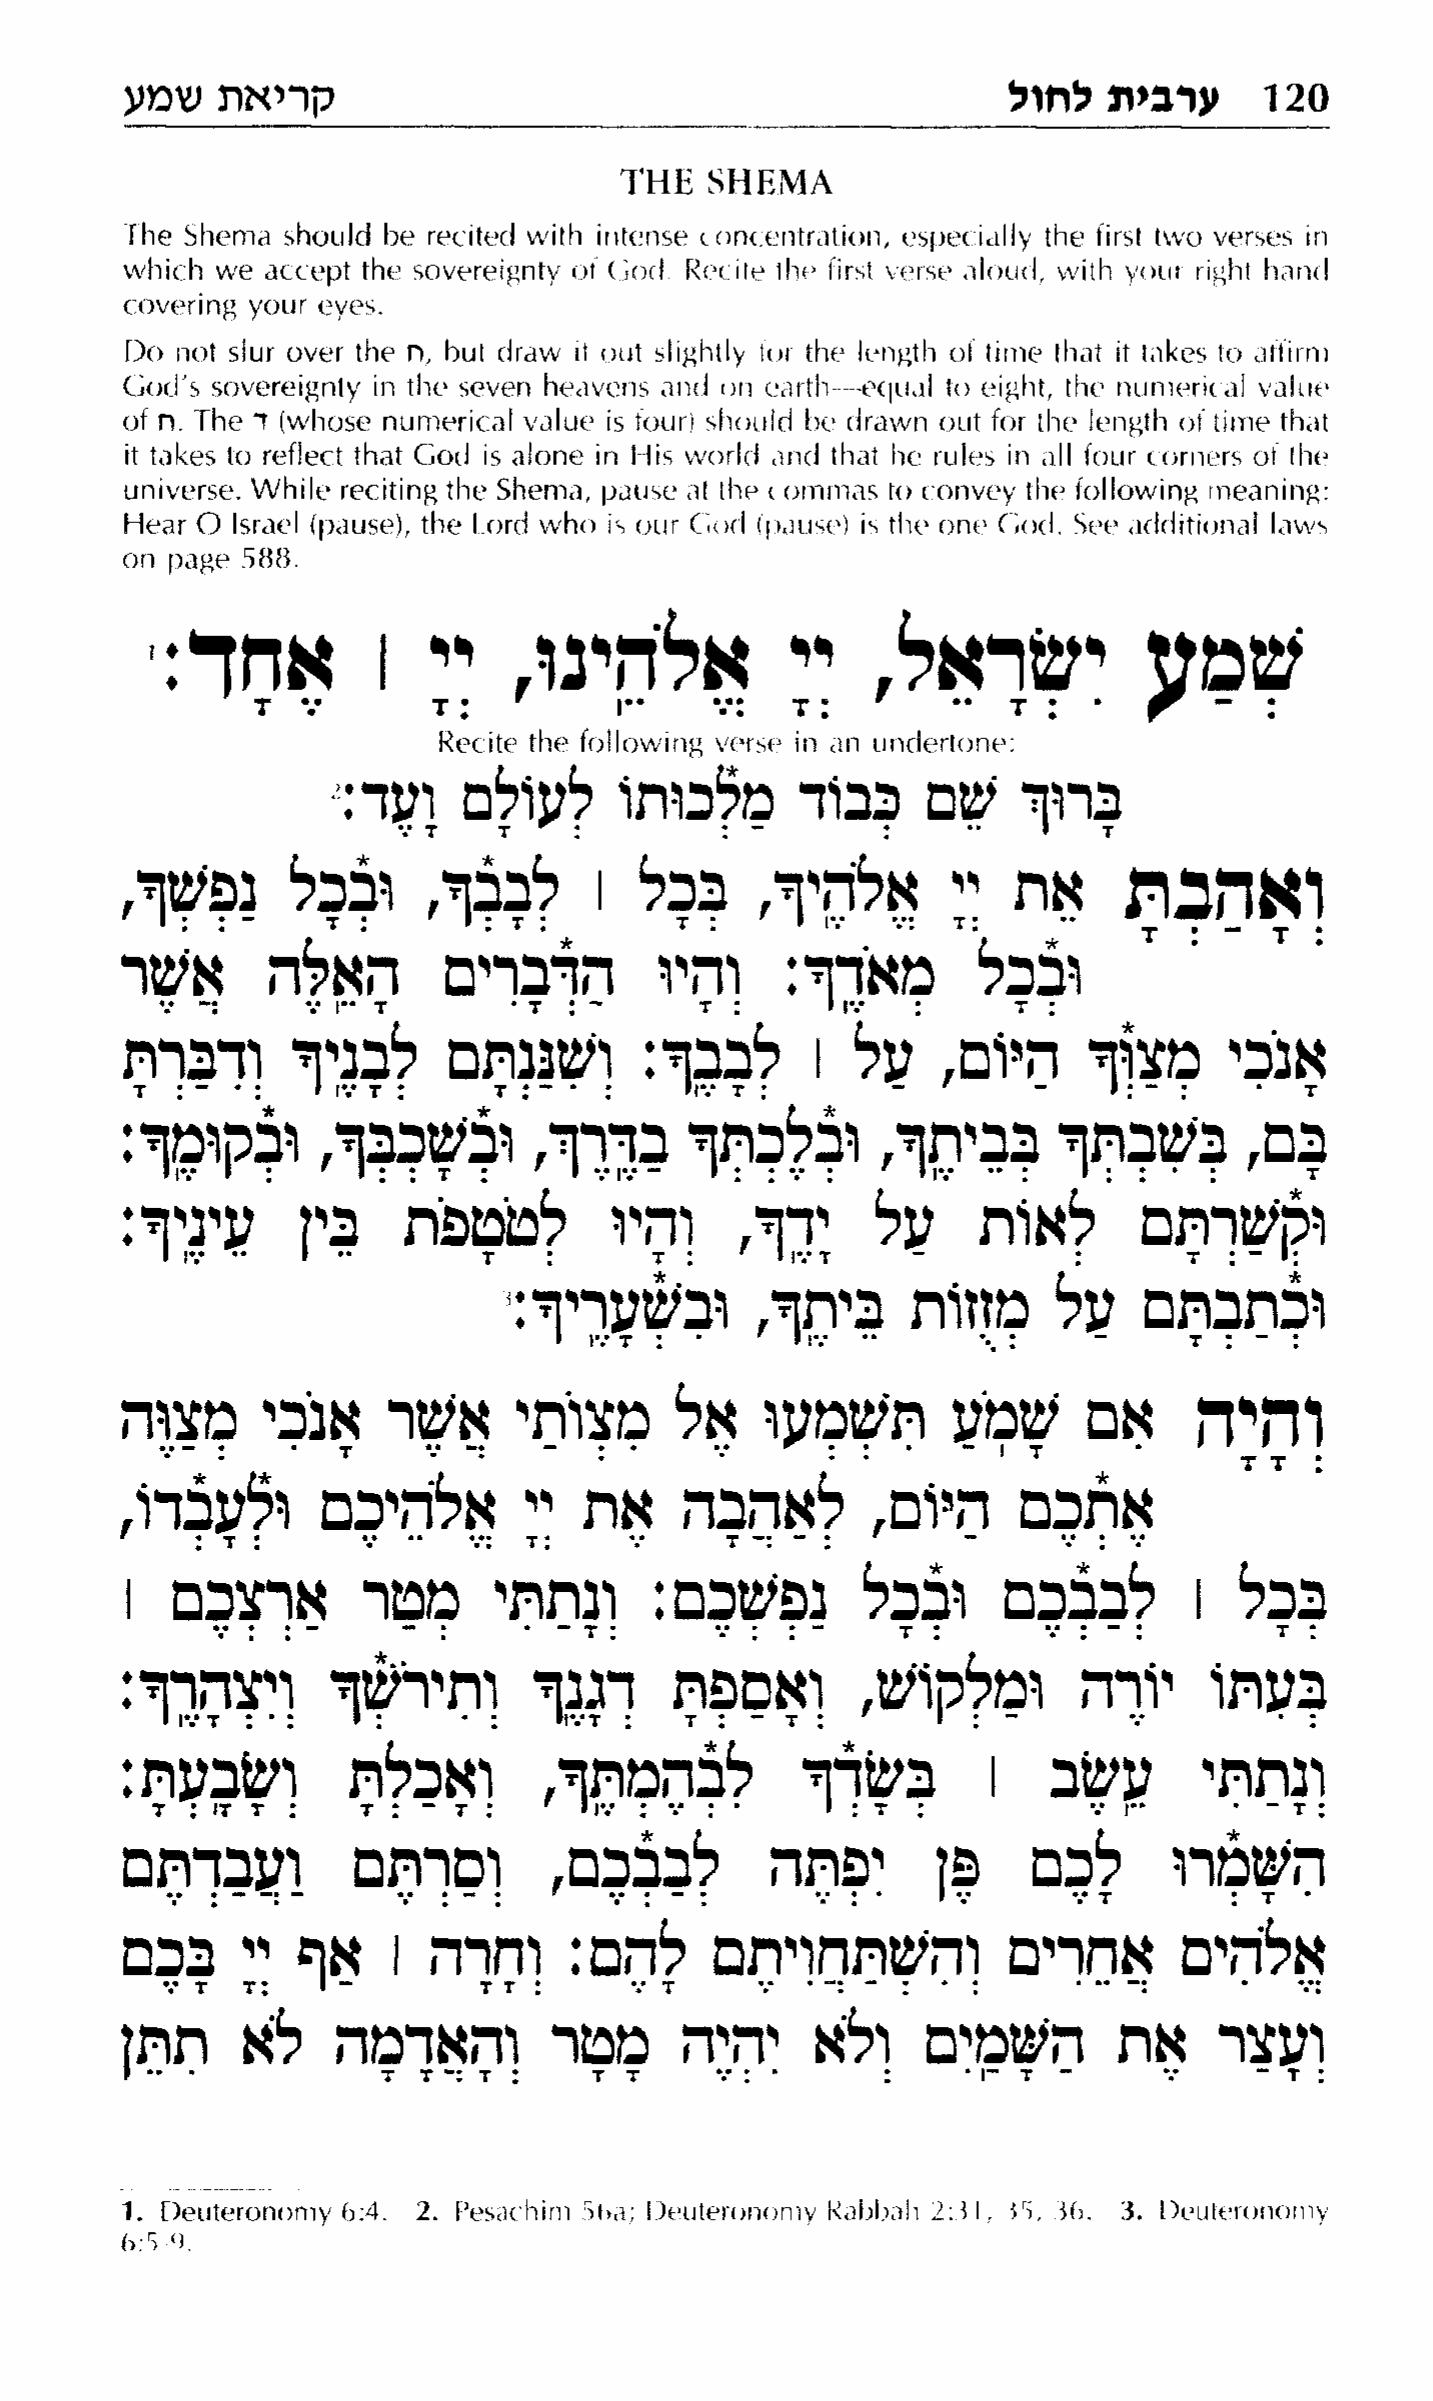 120 ערבית לחול קריאת שמע
THE SHEMA
The Shema should be recited with intense concentration, especially the first two verses in
which we accept the sovereignty of God. Recite the first verse aloud, with your right hand
covering your eyes.
Do not slur over the ח, but draw it out slightly for the length of time that it takes to affirm
God's sovereignty in the seven heavens and on earth—equal to eight, the numerical value
of ח. The ד (whose numerical value is four) should be drawn out for the length of time that
it takes to reflect that God is alone in His world and that he rules in all four corners of the
universe. While reciting the Shema, pause at the commas to convey the following meaning:
Hear O Israel (pause), the Lord who is our God (pause) is the one God. See additional laws
on page 588.
שְׁמַע יִשְׂרָאֵל, יְיָ אֱלֹהֵֽינוּ, יְיָ | אֶחָד:1
Recite the following verse in an undertone:
בָּרוּךְ שֵׁם כְּבוֹד מַלְ*כוּתוֹ לְעוֹלָם וָעֶד:2
וְאָהַבְתָּ אֵת יְיָ אֱלֹהֶֽיךָ, בְּכָל | לְבָבְ*ךָ, וּבְ*כָל נַפְשְׁךָ,
וּבְ*כָל מְאֹדֶֽךָ: וְהָיוּ הַדְּ*בָרִים הָאֵֽלֶּה אֲשֶׁר
אָנֹכִי מְצַוְּ*ךָ הַיּוֹם, עַל | לְבָבֶֽךָ: וְשִׁנַּנְתָּם לְבָנֶֽיךָ וְדִבַּרְתָּ
בָּם, בְּשִׁבְתְּךָ בְּבֵיתֶֽךָ, וּבְ*לֶכְתְּךָ בַדֶּֽרֶךְ, וּבְ*שָׁכְבְּךָ, וּבְ*קוּמֶֽךָ:
וּקְ*שַׁרְתָּם לְאוֹת עַל יָדֶֽךָ, וְהָיוּ לְטֹטָפֹת בֵּין עֵינֶֽיךָ:
וּכְ*תַבְתָּם עַל מְזֻזוֹת בֵּיתֶֽךָ, וּבִשְׁ*עָרֶֽיךָ:3
וְהָיָה אִם שָׁמֹֽעַ תִּשְׁמְעוּ אֶל מִצְוֹתַי אֲשֶׁר אָנֹכִי מְצַוֶּה
אֶתְ*כֶם הַיּוֹם, לְאַהֲבָה אֶת יְיָ אֱלֹהֵיכֶם וּלְ*עָבְ*דוֹ,
בְּכָל | לְבַבְ*כֶם וּבְ*כָל נַפְשְׁכֶם: וְנָתַתִּי מְטַר אַרְצְכֶם |
בְּעִתּוֹ יוֹרֶה וּמַלְקוֹשׁ, וְאָסַפְתָּ דְגָנֶֽךָ וְתִירשְׁ*ךָ וְיִצְהָרֶֽךָ:
וְנָתַתִּי עֵֽשֶׂב | בְּשָׂדְ*ךָ לִבְ*הֶמְתֶּֽךָ, וְאָכַלְתָּ וְשָׂבָֽעְתָּ:
הִשָּׁמְ*רוּ לָכֶם פֶּן יִפְתֶּה לְבַבְ*כֶם, וְסַרְתֶּם וַעֲבַדְתֶּם
אֱלֹהִים אֲחֵרִים וְהִשְׁתַּחֲוִיתֶם לָהֶם: וְחָרָה | אַף יְיָ בָּכֶם
וְעָצַר אֶת הַשָּׁמַֽיִם וְלֹא יִהְיֶה מָטָר וְהָאֲדָמָה לֹא תִתֵּן
1. Deuteronomy 6:4. 2. Pesachim 56a; Deuteronomy Rabbah 2:31, 35, 36. 3. Deuteronomy
6:5-9.